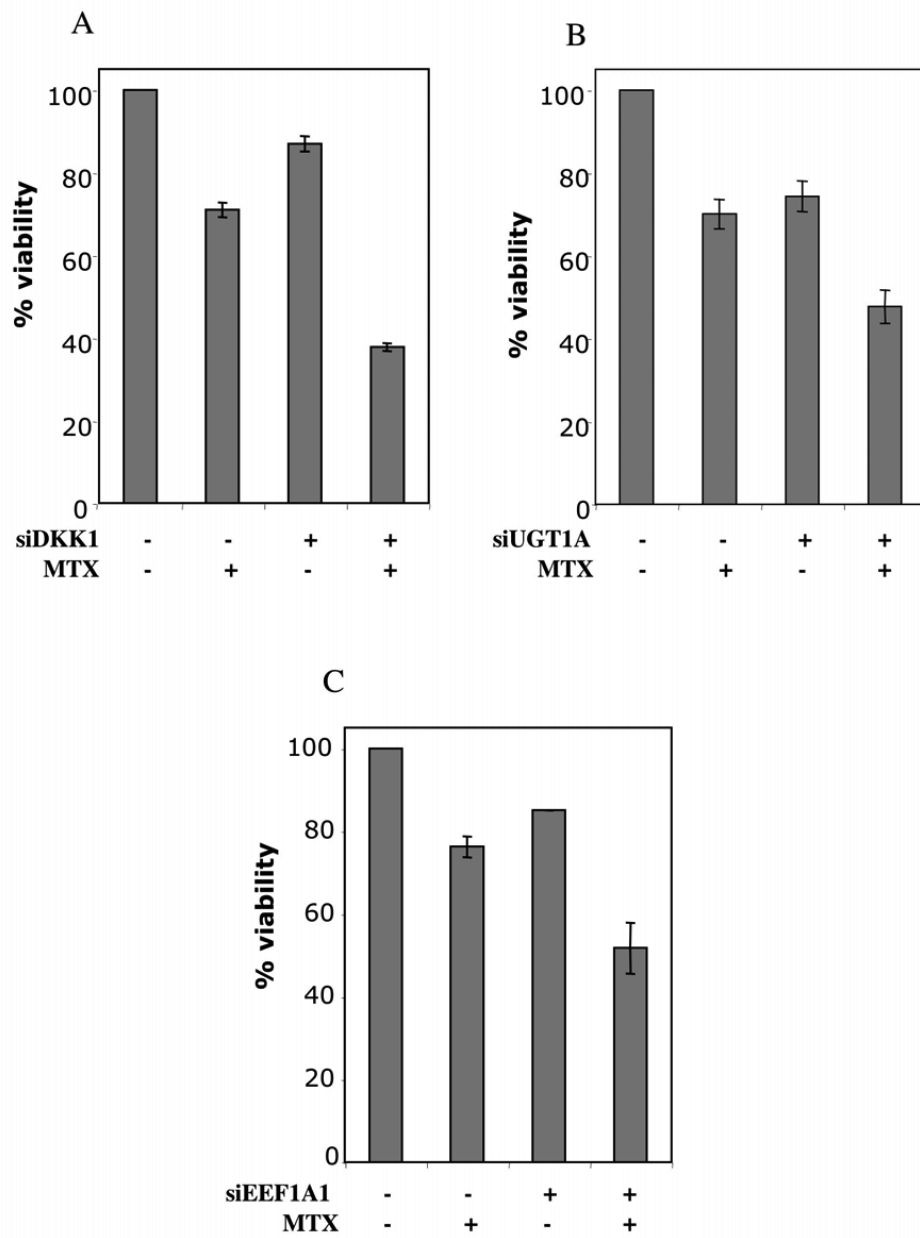 A
100
80
60
40
20
0
% viability
siDKK1 - - + +
MTX - + - +
B
100
80
60
40
20
0
% viability
siUGT1A - - + +
MTX - + - +
C
100
80
60
40
20
0
% viability
siEEF1A1 - - + +
MTX - + - +